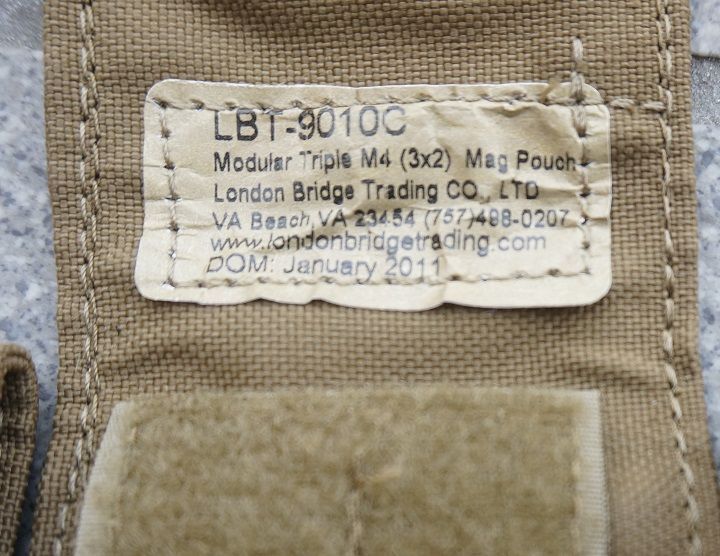 LBT-9010C
Modular Triple M4 (3x2) Mag Pouch
London Bridge Trading CO., LTD
VA Beach, VA 23454 (757)498-0207
www.londonbridgetrading.com
DOM: January 2011